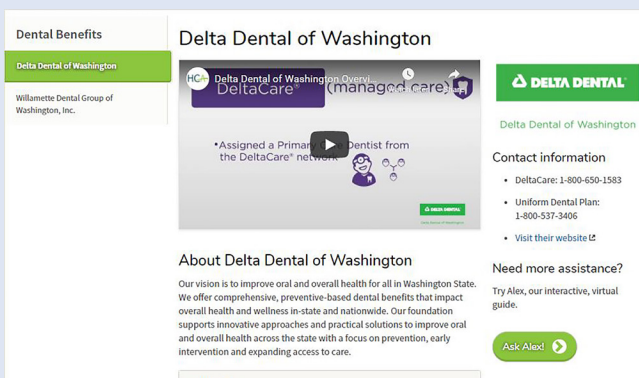 Dental Benefits
Delta Dental of Washington
Willamette Dental Group of
Washington, Inc.
Delta Dental of Washington
HCA
Delta Dental of Washington Overvi...
DeltaCare® (managed care)
•Assigned a Primary Care Dentist from
the DeltaCare® network
DELTA DENTAL
About Delta Dental of Washington
Our vision is to improve oral and overall health for all in Washington State.
We offer comprehensive, preventive-based dental benefits that impact
overall health and wellness in-state and nationwide. Our foundation
supports innovative approaches and practical solutions to improve oral
and overall health across the state with a focus on prevention, early
intervention and expanding access to care.
DELTA DENTAL®
Delta Dental of Washington
Contact information
• DeltaCare: 1-800-650-1583
• Uniform Dental Plan:
1-800-537-3406
• Visit their website
Need more assistance?
Try Alex, our interactive, virtual
guide.
Ask Alex!